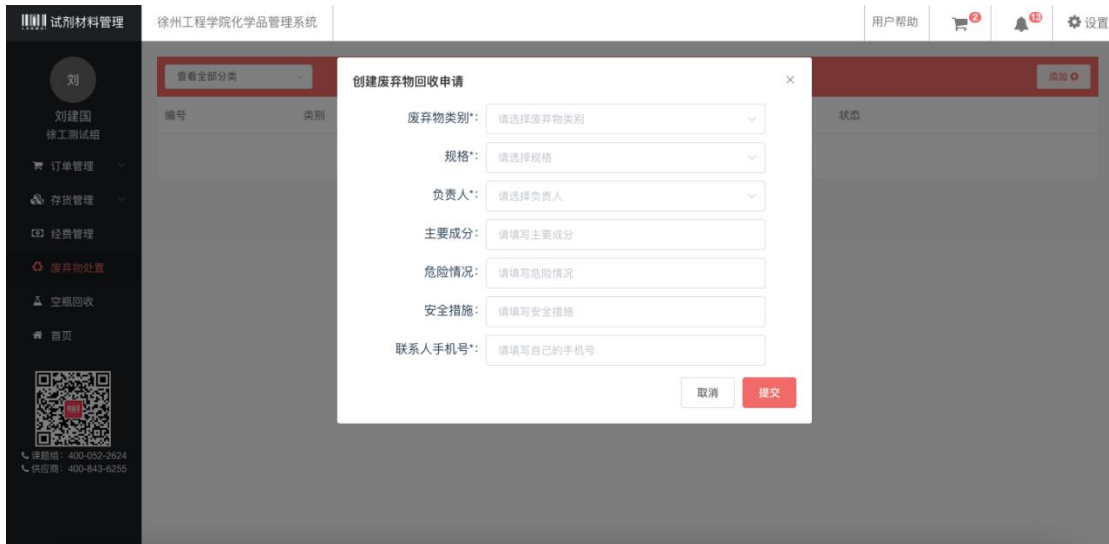 试剂材料管理
徐州工程学院化学品管理系统
用户帮助
2
13
设置
刘
刘建国
徐工测试组
订单管理
存货管理
经费管理
废弃物处置
空瓶回收
首页
课题组：400-052-2624
供应商：400-843-6255
查看全部分类
添加
编号
类别
状态
创建废弃物回收申请
废弃物类别*：
请选择废弃物类别
规格*：
请选择规格
负责人*：
请选择负责人
主要成分：
请填写主要成分
危险情况：
请填写危险情况
安全措施：
请填写安全措施
联系人手机号*：
请填写自己的手机号
取消
提交